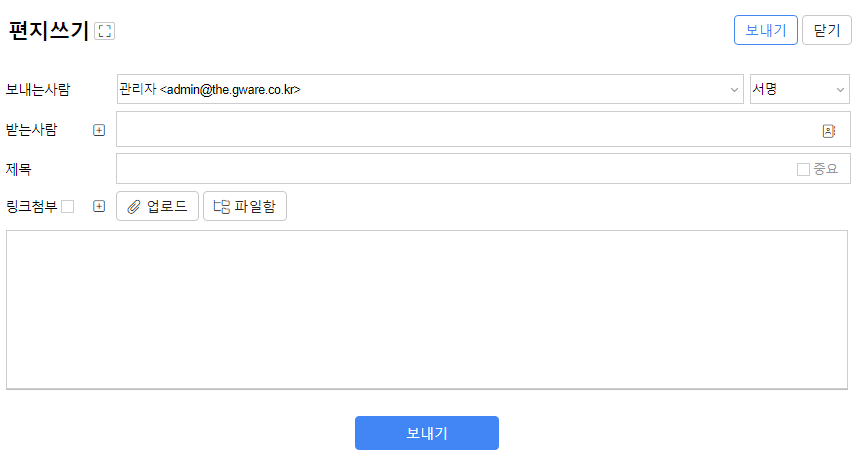 편지쓰기 보내기 닫기
보내는사람 관리자 <admin@the.gware.co.kr> 서명
받는사람
제목 중요
링크첨부 업로드 파일함
보내기